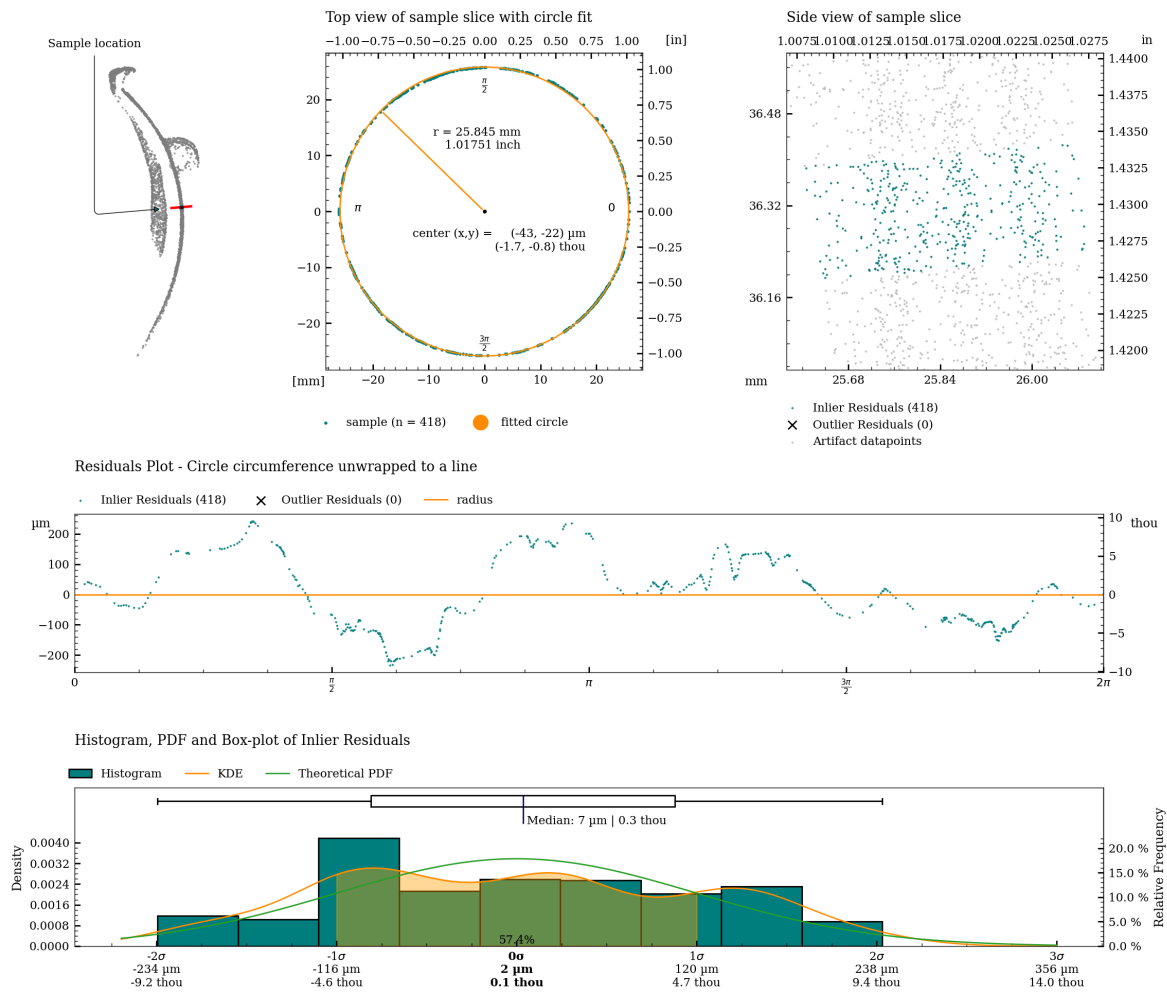 Sample location
Top view of sample slice with circle fit
−1.00 −0.75 −0.50 −0.25 0.00 0.25 0.50 0.75 1.00 [in]
20
10
0
−10
−20
[mm] −20 −10 0 10 20
1.00
0.75
0.50
0.25
0.00
−0.25
−0.50
−0.75
−1.00
π/2
π
0
3π/2
r = 25.845 mm
1.01751 inch
center (x,y) = (-43, -22) µm
(-1.7, -0.8) thou
sample (n = 418) fitted circle
Side view of sample slice
1.0075 1.0100 1.0125 1.0150 1.0175 1.0200 1.0225 1.0250 1.0275 in
36.48
36.32
36.16
mm 25.68 25.84 26.00
1.4400
1.4375
1.4350
1.4325
1.4300
1.4275
1.4250
1.4225
1.4200
Inlier Residuals (418)
Outlier Residuals (0)
Artifact datapoints
Residuals Plot - Circle circumference unwrapped to a line
Inlier Residuals (418) Outlier Residuals (0) radius
µm
200
100
0
−100
−200
10 thou
5
0
−5
−10
0 π/2 π 3π/2 2π
Histogram, PDF and Box-plot of Inlier Residuals
Histogram KDE Theoretical PDF
Median: 7 µm | 0.3 thou
Density
0.0040
0.0032
0.0024
0.0016
0.0008
0.0000
Relative Frequency
20.0 %
15.0 %
10.0 %
5.0 %
0.0 %
57.4%
-2σ -1σ 0σ 1σ 2σ 3σ
-234 µm -116 µm 2 µm 120 µm 238 µm 356 µm
-9.2 thou -4.6 thou 0.1 thou 4.7 thou 9.4 thou 14.0 thou